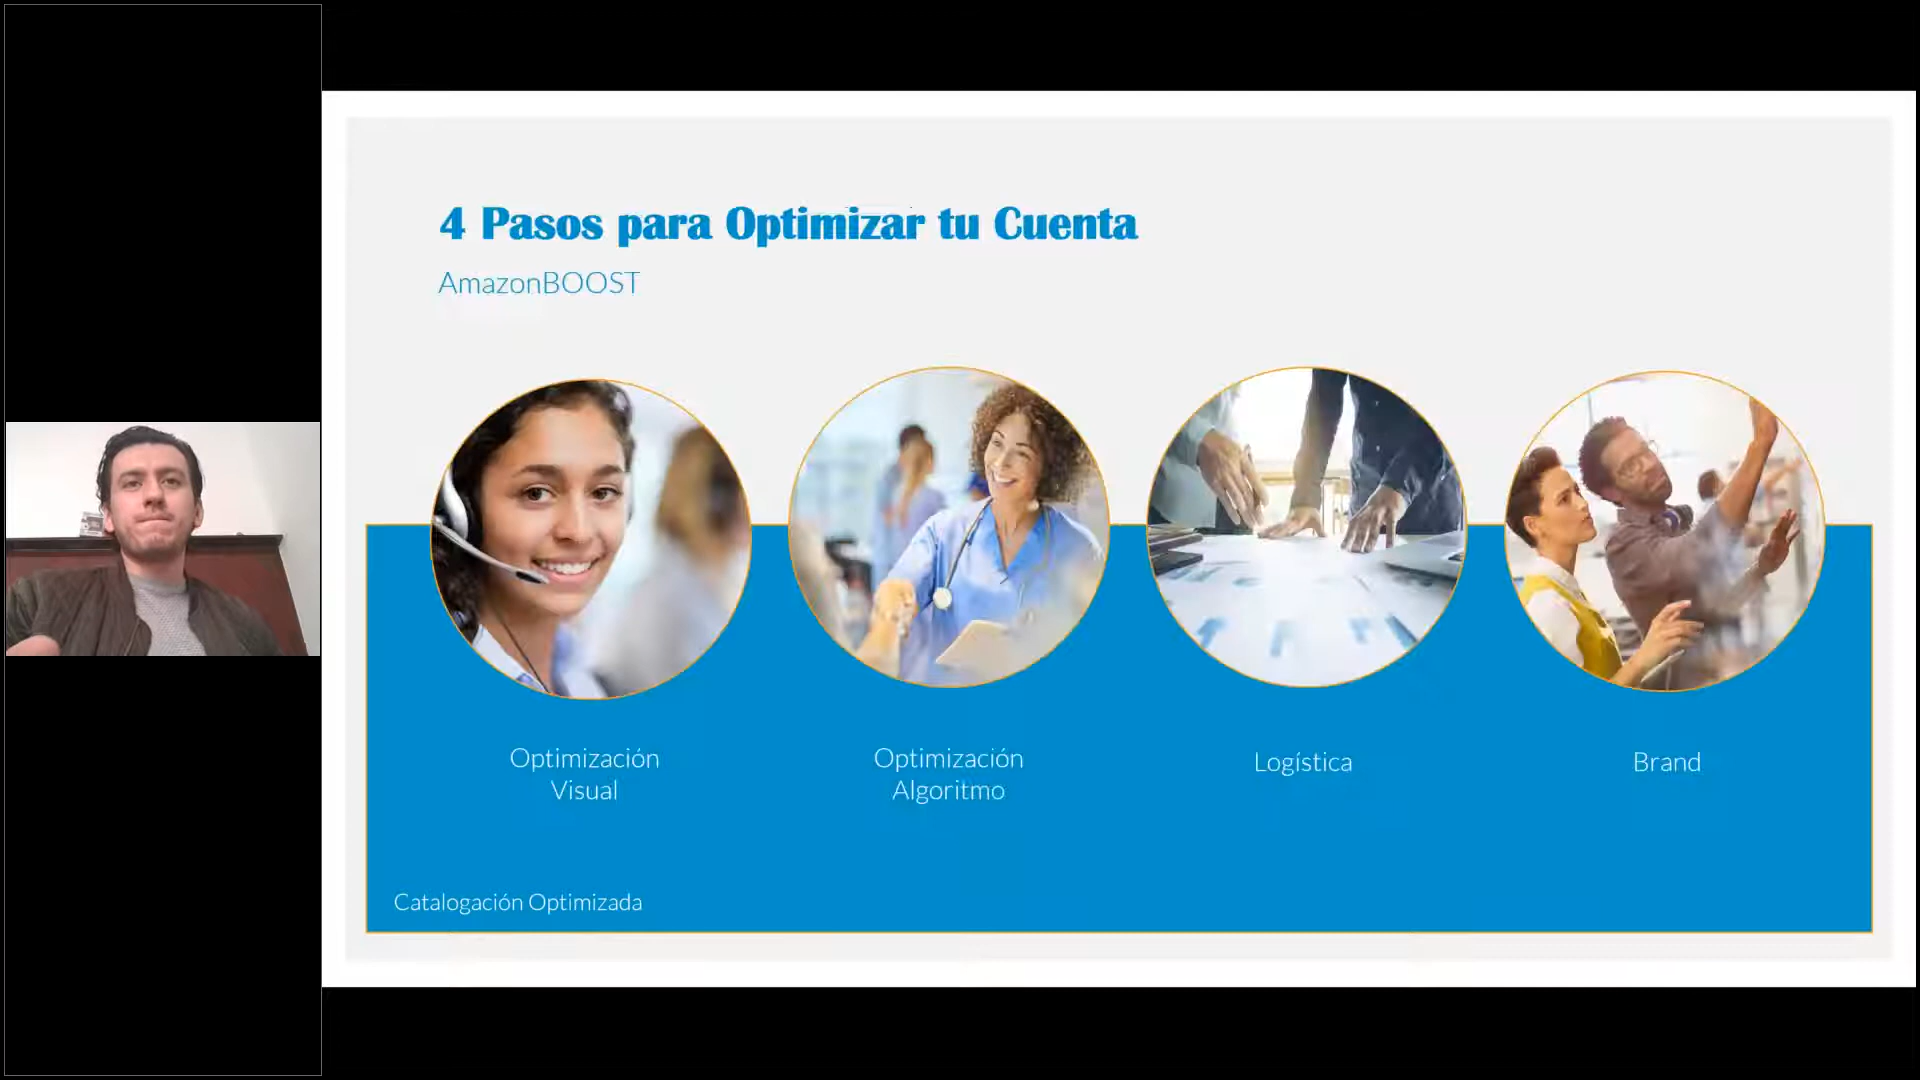 4 Pasos para Optimizar tu Cuenta
AmazonBOOST
Optimización
Visual
Optimización
Algoritmo
Logística
Brand
Catalogación Optimizada